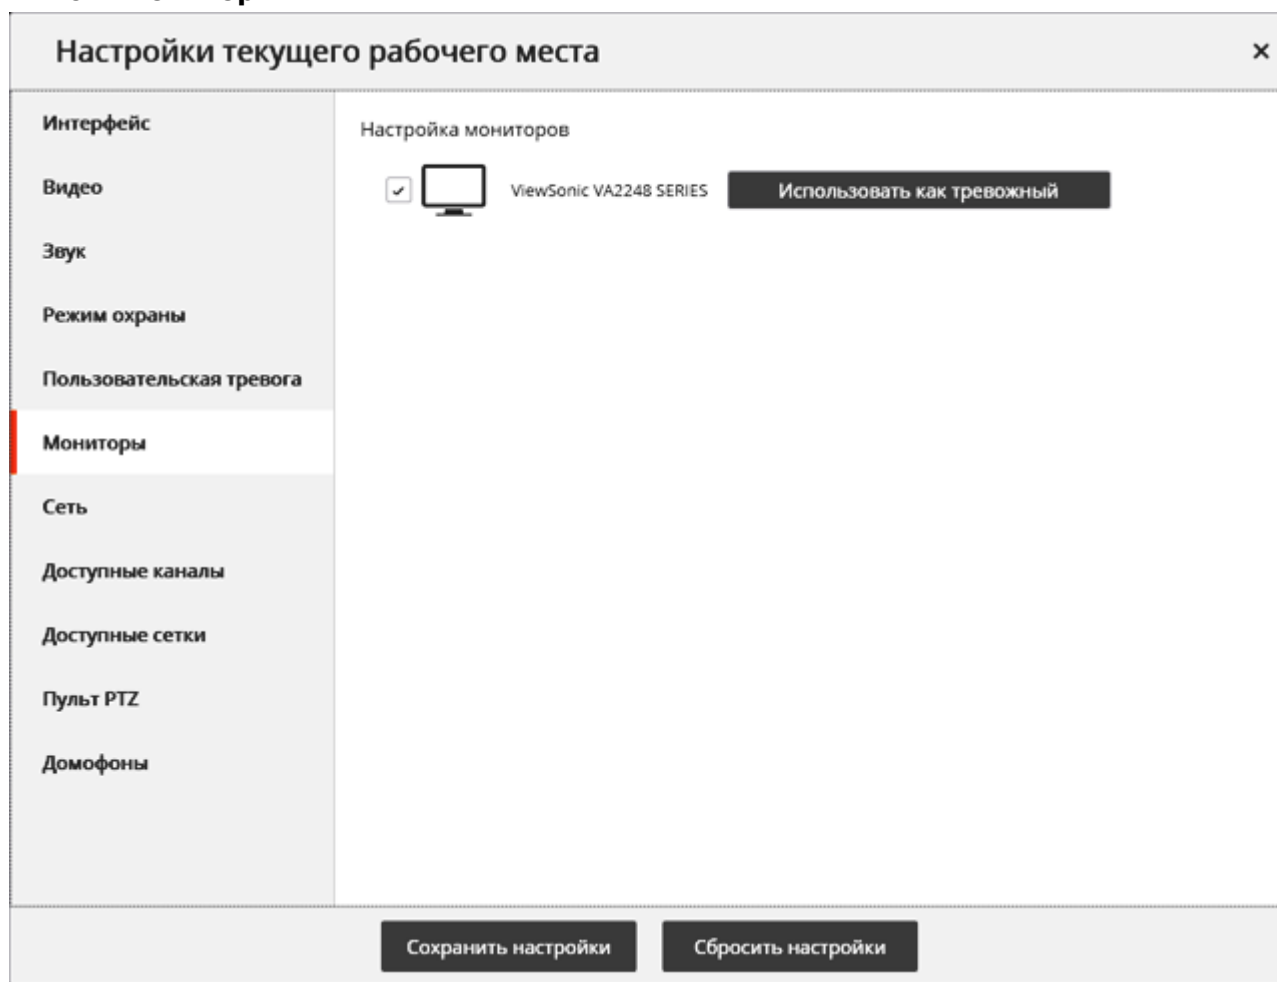 Настройки текущего рабочего места
Интерфейс
Видео
Звук
Режим охраны
Пользовательская тревога
Мониторы
Сеть
Доступные каналы
Доступные сетки
Пульт PTZ
Домофоны
Настройка мониторов
ViewSonic VA2248 SERIES
Использовать как тревожный
Сохранить настройки
Сбросить настройки